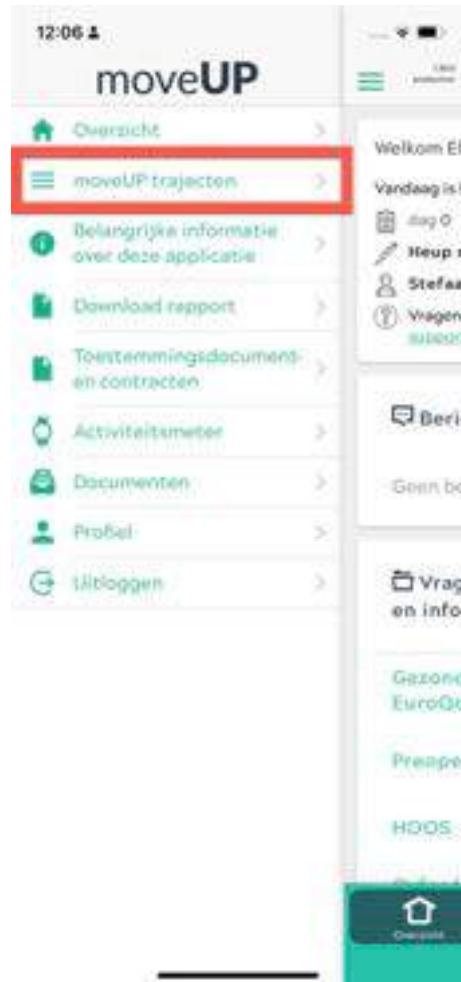 12:06
moveUP
Overzicht
moveUP trajecten
Belangrijke informatie
over deze applicatie
Download rapport
Toestemmingsdocument-
en contracten
Activiteitsmeter
Documenten
Profiel
Uitloggen
Welkom El
Vandaag is
dag 0
Heup
Stefaa
Vragen
Beri
Geen be
Vrag
en info
Gezond
EuroQo
Preope
HOOS
Overzicht